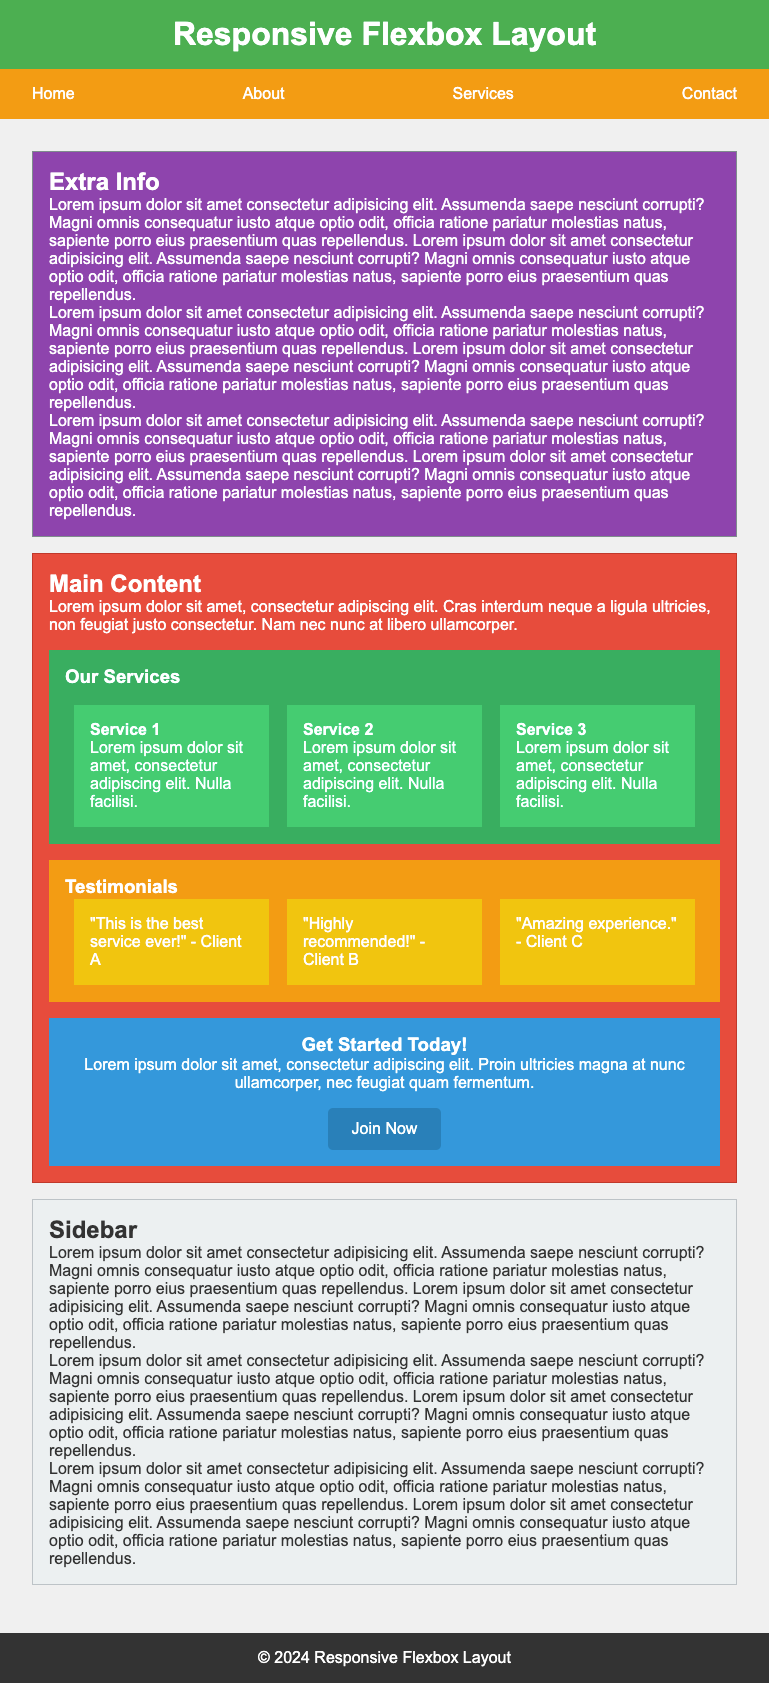 Responsive Flexbox Layout
Home About Services Contact
Extra Info
Lorem ipsum dolor sit amet consectetur adipisicing elit. Assumenda saepe nesciunt corrupti?
Magni omnis consequatur iusto atque optio odit, officia ratione pariatur molestias natus,
sapiente porro eius praesentium quas repellendus. Lorem ipsum dolor sit amet consectetur
adipisicing elit. Assumenda saepe nesciunt corrupti? Magni omnis consequatur iusto atque
optio odit, officia ratione pariatur molestias natus, sapiente porro eius praesentium quas
repellendus.
Lorem ipsum dolor sit amet consectetur adipisicing elit. Assumenda saepe nesciunt corrupti?
Magni omnis consequatur iusto atque optio odit, officia ratione pariatur molestias natus,
sapiente porro eius praesentium quas repellendus. Lorem ipsum dolor sit amet consectetur
adipisicing elit. Assumenda saepe nesciunt corrupti? Magni omnis consequatur iusto atque
optio odit, officia ratione pariatur molestias natus, sapiente porro eius praesentium quas
repellendus.
Lorem ipsum dolor sit amet consectetur adipisicing elit. Assumenda saepe nesciunt corrupti?
Magni omnis consequatur iusto atque optio odit, officia ratione pariatur molestias natus,
sapiente porro eius praesentium quas repellendus. Lorem ipsum dolor sit amet consectetur
adipisicing elit. Assumenda saepe nesciunt corrupti? Magni omnis consequatur iusto atque
optio odit, officia ratione pariatur molestias natus, sapiente porro eius praesentium quas
repellendus.
Main Content
Lorem ipsum dolor sit amet, consectetur adipiscing elit. Cras interdum neque a ligula ultricies,
non feugiat justo consectetur. Nam nec nunc at libero ullamcorper.
Our Services
Service 1
Lorem ipsum dolor sit
amet, consectetur
adipiscing elit. Nulla
facilisi.
Service 2
Lorem ipsum dolor sit
amet, consectetur
adipiscing elit. Nulla
facilisi.
Service 3
Lorem ipsum dolor sit
amet, consectetur
adipiscing elit. Nulla
facilisi.
Testimonials
"This is the best
service ever!" - Client
A
"Highly
recommended!" -
Client B
"Amazing experience."
- Client C
Get Started Today!
Lorem ipsum dolor sit amet, consectetur adipiscing elit. Proin ultricies magna at nunc
ullamcorper, nec feugiat quam fermentum.
Join Now
Sidebar
Lorem ipsum dolor sit amet consectetur adipisicing elit. Assumenda saepe nesciunt corrupti?
Magni omnis consequatur iusto atque optio odit, officia ratione pariatur molestias natus,
sapiente porro eius praesentium quas repellendus. Lorem ipsum dolor sit amet consectetur
adipisicing elit. Assumenda saepe nesciunt corrupti? Magni omnis consequatur iusto atque
optio odit, officia ratione pariatur molestias natus, sapiente porro eius praesentium quas
repellendus.
Lorem ipsum dolor sit amet consectetur adipisicing elit. Assumenda saepe nesciunt corrupti?
Magni omnis consequatur iusto atque optio odit, officia ratione pariatur molestias natus,
sapiente porro eius praesentium quas repellendus. Lorem ipsum dolor sit amet consectetur
adipisicing elit. Assumenda saepe nesciunt corrupti? Magni omnis consequatur iusto atque
optio odit, officia ratione pariatur molestias natus, sapiente porro eius praesentium quas
repellendus.
Lorem ipsum dolor sit amet consectetur adipisicing elit. Assumenda saepe nesciunt corrupti?
Magni omnis consequatur iusto atque optio odit, officia ratione pariatur molestias natus,
sapiente porro eius praesentium quas repellendus. Lorem ipsum dolor sit amet consectetur
adipisicing elit. Assumenda saepe nesciunt corrupti? Magni omnis consequatur iusto atque
optio odit, officia ratione pariatur molestias natus, sapiente porro eius praesentium quas
repellendus.
© 2024 Responsive Flexbox Layout